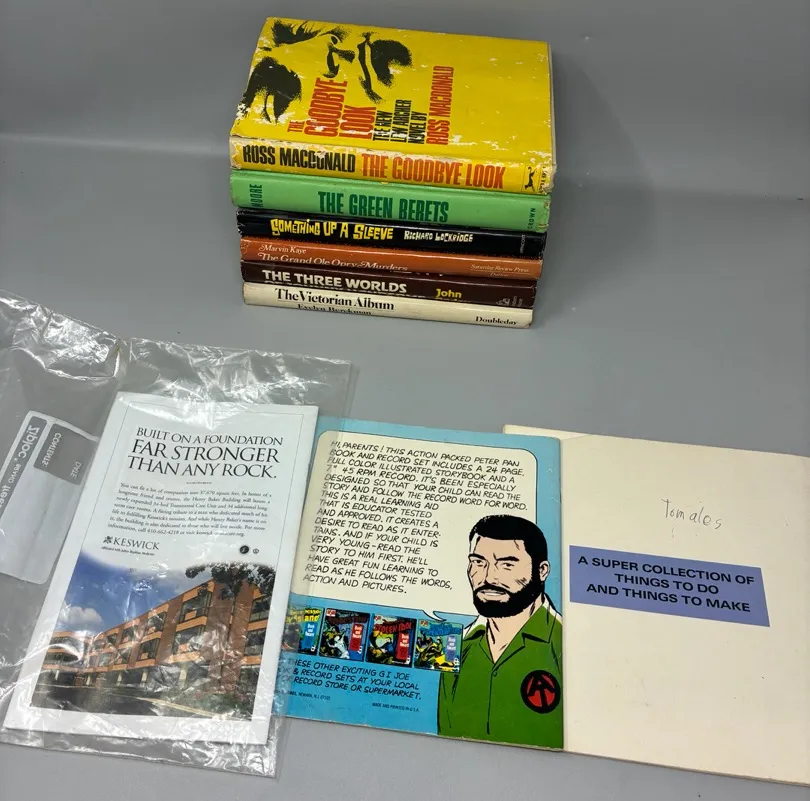 THE
GOODBYE
LOOK
THE NEW
LEW ARCHER
NOVEL BY
ROSS MACDONALD
ROSS MACDONALD THE GOODBYE LOOK
MOORE THE GREEN BERETS CROWN
SOMETHING UP A SLEEVE RICHARD LOCKRIDGE
Marvin Kaye
The Grand Ole Opry Murders Saturday Review Press
THE THREE WORLDS John
The Victorian Album
Evelyn Berckman Doubleday
Ziploc
BUILT ON A FOUNDATION
FAR STRONGER
THAN ANY ROCK.
KESWICK
HI, PARENTS! THIS ACTION PACKED PETER PAN
BOOK AND RECORD SET INCLUDES A 24 PAGE,
FULL COLOR ILLUSTRATED STORYBOOK AND A
7" 45 RPM RECORD. IT'S BEEN ESPECIALLY
DESIGNED SO THAT YOUR CHILD CAN READ THE
STORY AND FOLLOW THE RECORD WORD FOR WORD.
THIS IS A REAL LEARNING AID
THAT IS EDUCATOR TESTED
AND APPROVED. IT CREATES A
DESIRE TO READ AS IT ENTER-
TAINS. AND IF YOUR CHILD IS
VERY YOUNG - READ THE
STORY TO HIM FIRST. HE'LL
HAVE GREAT FUN LEARNING TO
READ AS HE FOLLOWS THE WORDS,
ACTION AND PICTURES.
THESE OTHER EXCITING G I JOE
& RECORD SETS AT YOUR LOCAL
RECORD STORE OR SUPERMARKET.
NEWARK, N.J.
MADE AND PRINTED IN U.S.A.
Tomales
A SUPER COLLECTION OF
THINGS TO DO
AND THINGS TO MAKE